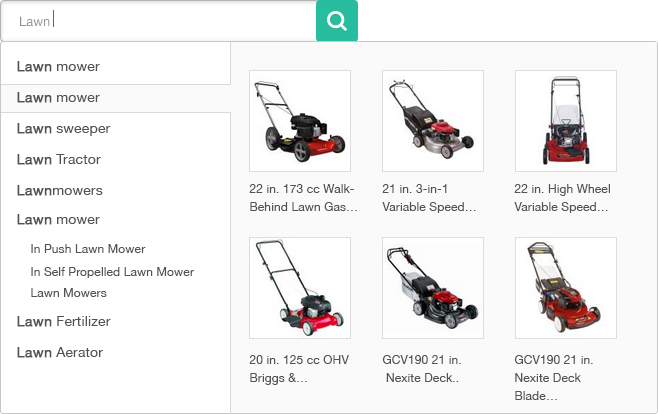 Lawn
Lawn mower
Lawn mower
Lawn sweeper
Lawn Tractor
Lawnmowers
Lawn mower
In Push Lawn Mower
In Self Propelled Lawn Mower
Lawn Mowers
Lawn Fertilizer
Lawn Aerator
22 in. 173 cc Walk-
Behind Lawn Gas...
21 in. 3-in-1
Variable Speed...
22 in. High Wheel
Variable Speed...
20 in. 125 cc OHV
Briggs &...
GCV190 21 in.
Nexite Deck..
GCV190 21 in.
Nexite Deck
Blade...